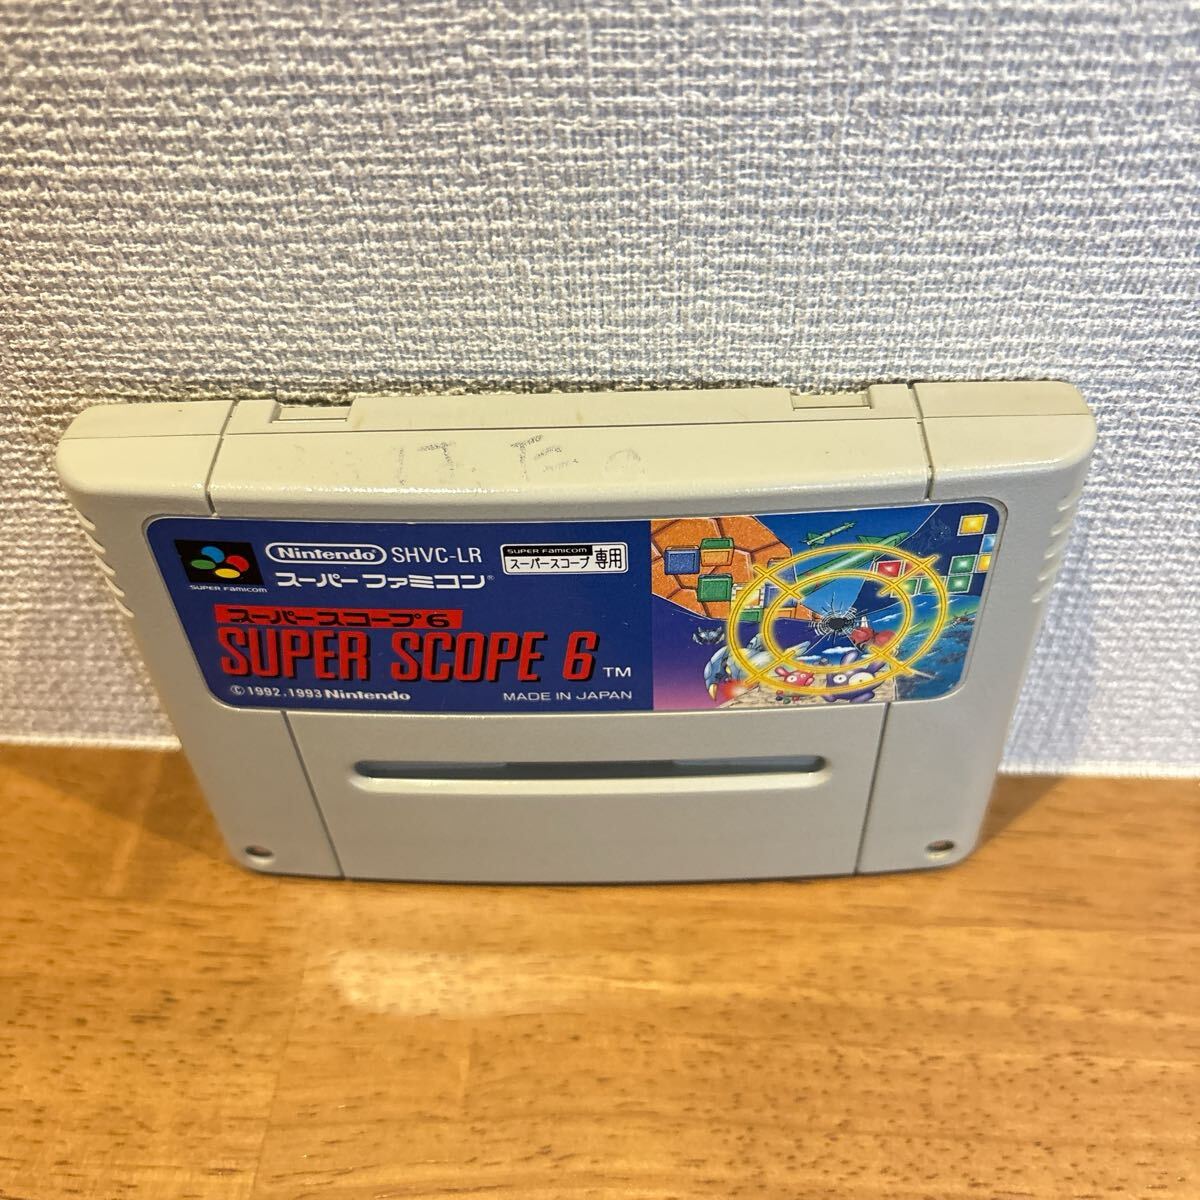 Nintendo SHVC-LR
スーパーファミコン®
SUPER FAMICOM
SUPER FAMICOM
スーパースコープ 専用
スーパースコープ6
SUPER SCOPE 6 TM
© 1992,1993 Nintendo
MADE IN JAPAN